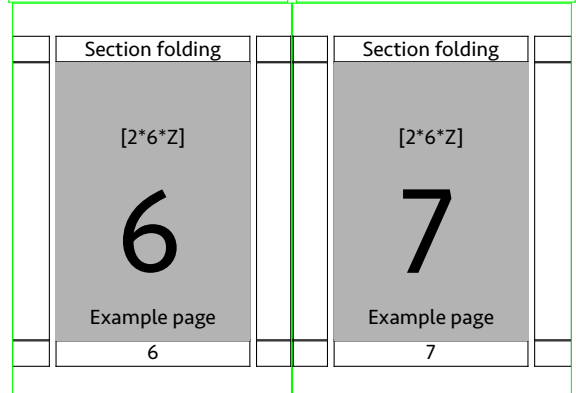 Section folding
[2*6*Z]
6
Example page
6
Section folding
[2*6*Z]
7
Example page
7